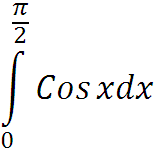 ∫₀^{π/2} Cos xdx